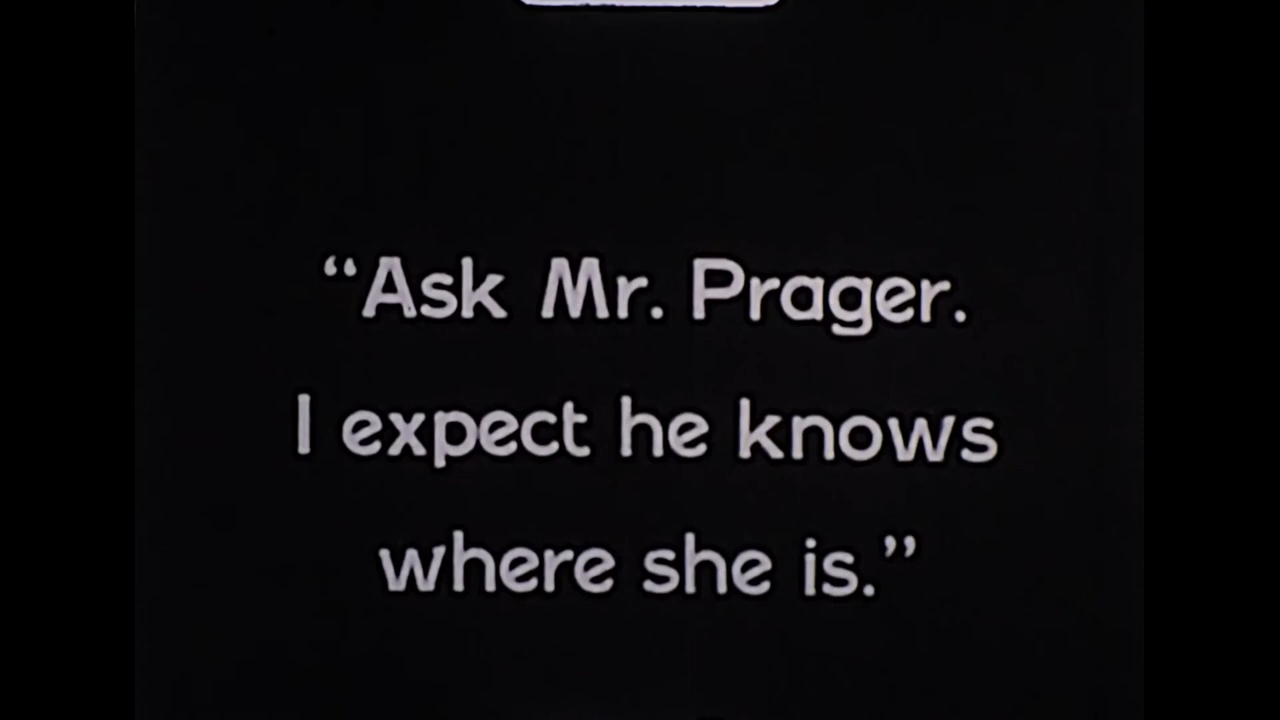 “Ask Mr. Prager.
I expect he knows
where she is.”